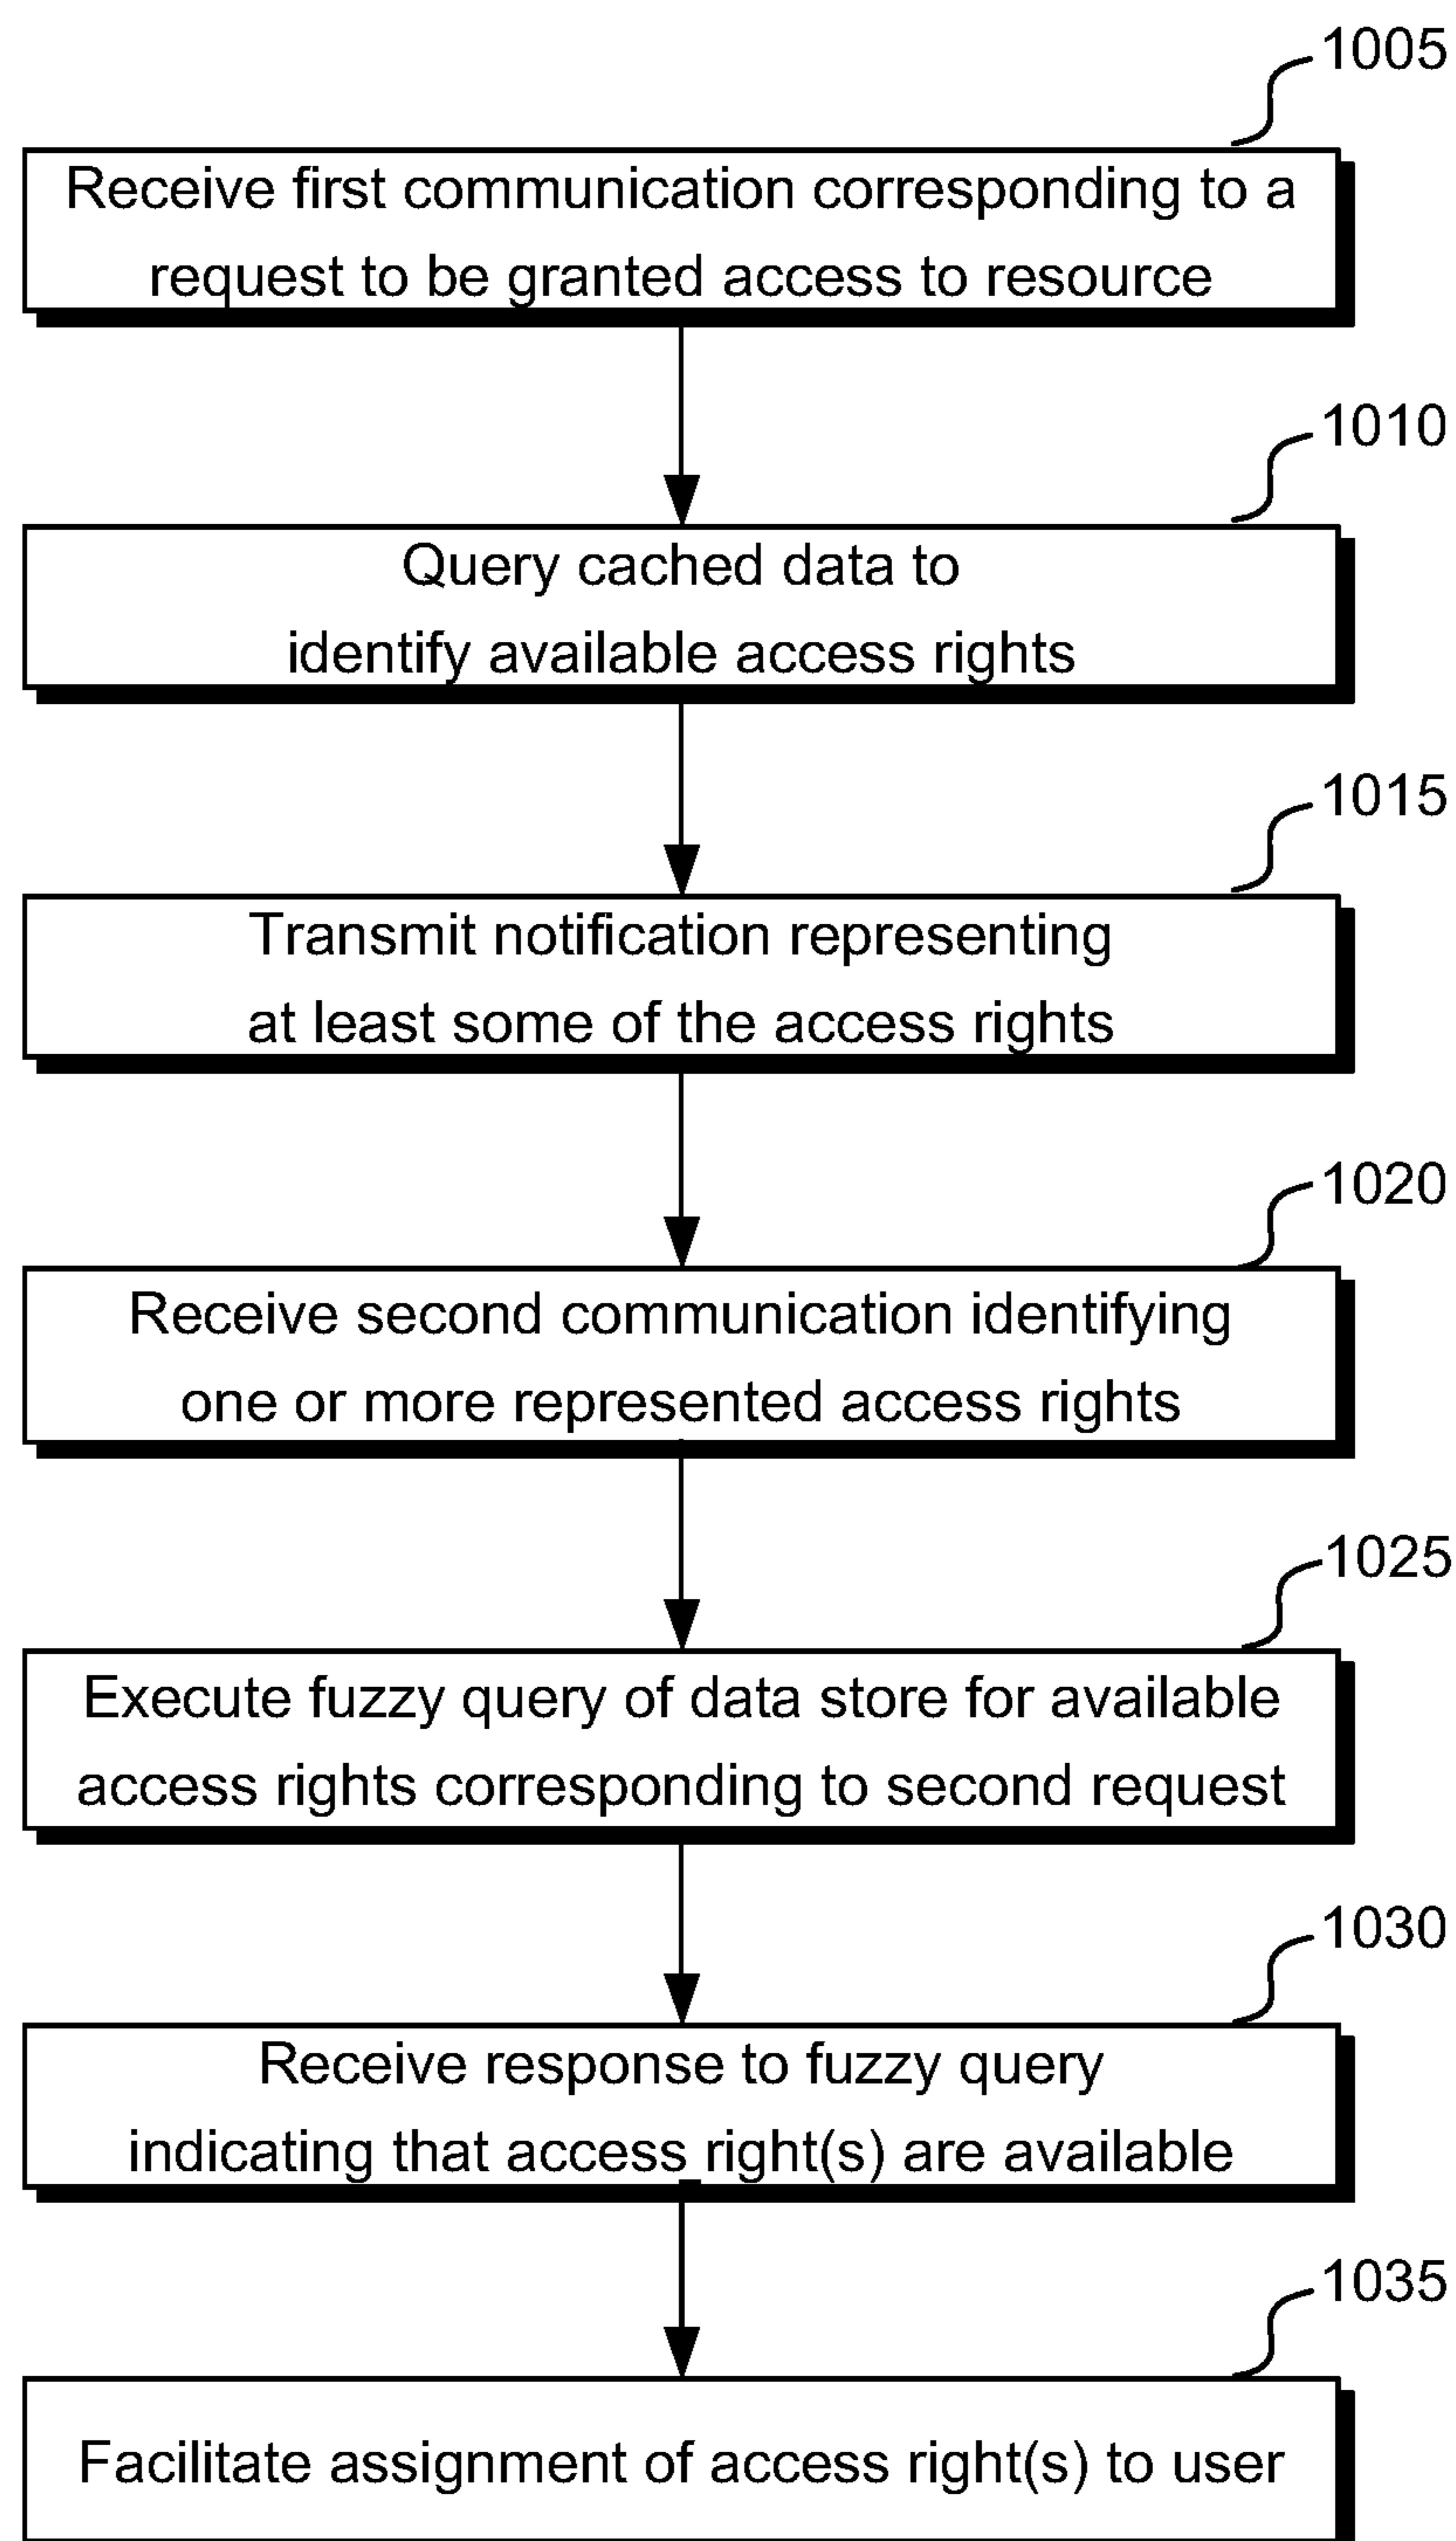 1005
Receive first communication corresponding to a
request to be granted access to resource
1010
Query cached data to
identify available access rights
1015
Transmit notification representing
at least some of the access rights
1020
Receive second communication identifying
one or more represented access rights
1025
Execute fuzzy query of data store for available
access rights corresponding to second request
1030
Receive response to fuzzy query
indicating that access right(s) are available
1035
Facilitate assignment of access right(s) to user